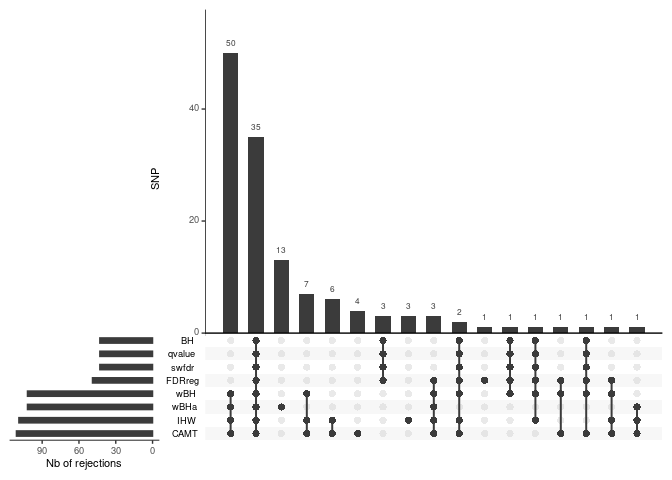 50
35
13
7
6
4
3
3
3
2
1
1
1
1
1
1
1
40
20
0
SNP
BH
qvalue
swfdr
FDRreg
wBH
wBHa
IHW
CAMT
90 60 30 0
Nb of rejections